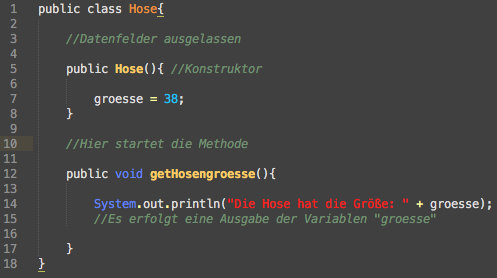 1 public class Hose{
2
3 //Datenfelder ausgelassen
4
5 public Hose(){ //Konstruktor
6
7 groesse = 38;
8 }
9
10 //Hier startet die Methode
11
12 public void getHosengroesse(){
13
14 System.out.println("Die Hose hat die Größe: " + groesse);
15 //Es erfolgt eine Ausgabe der Variablen "groesse"
16
17 }
18 }